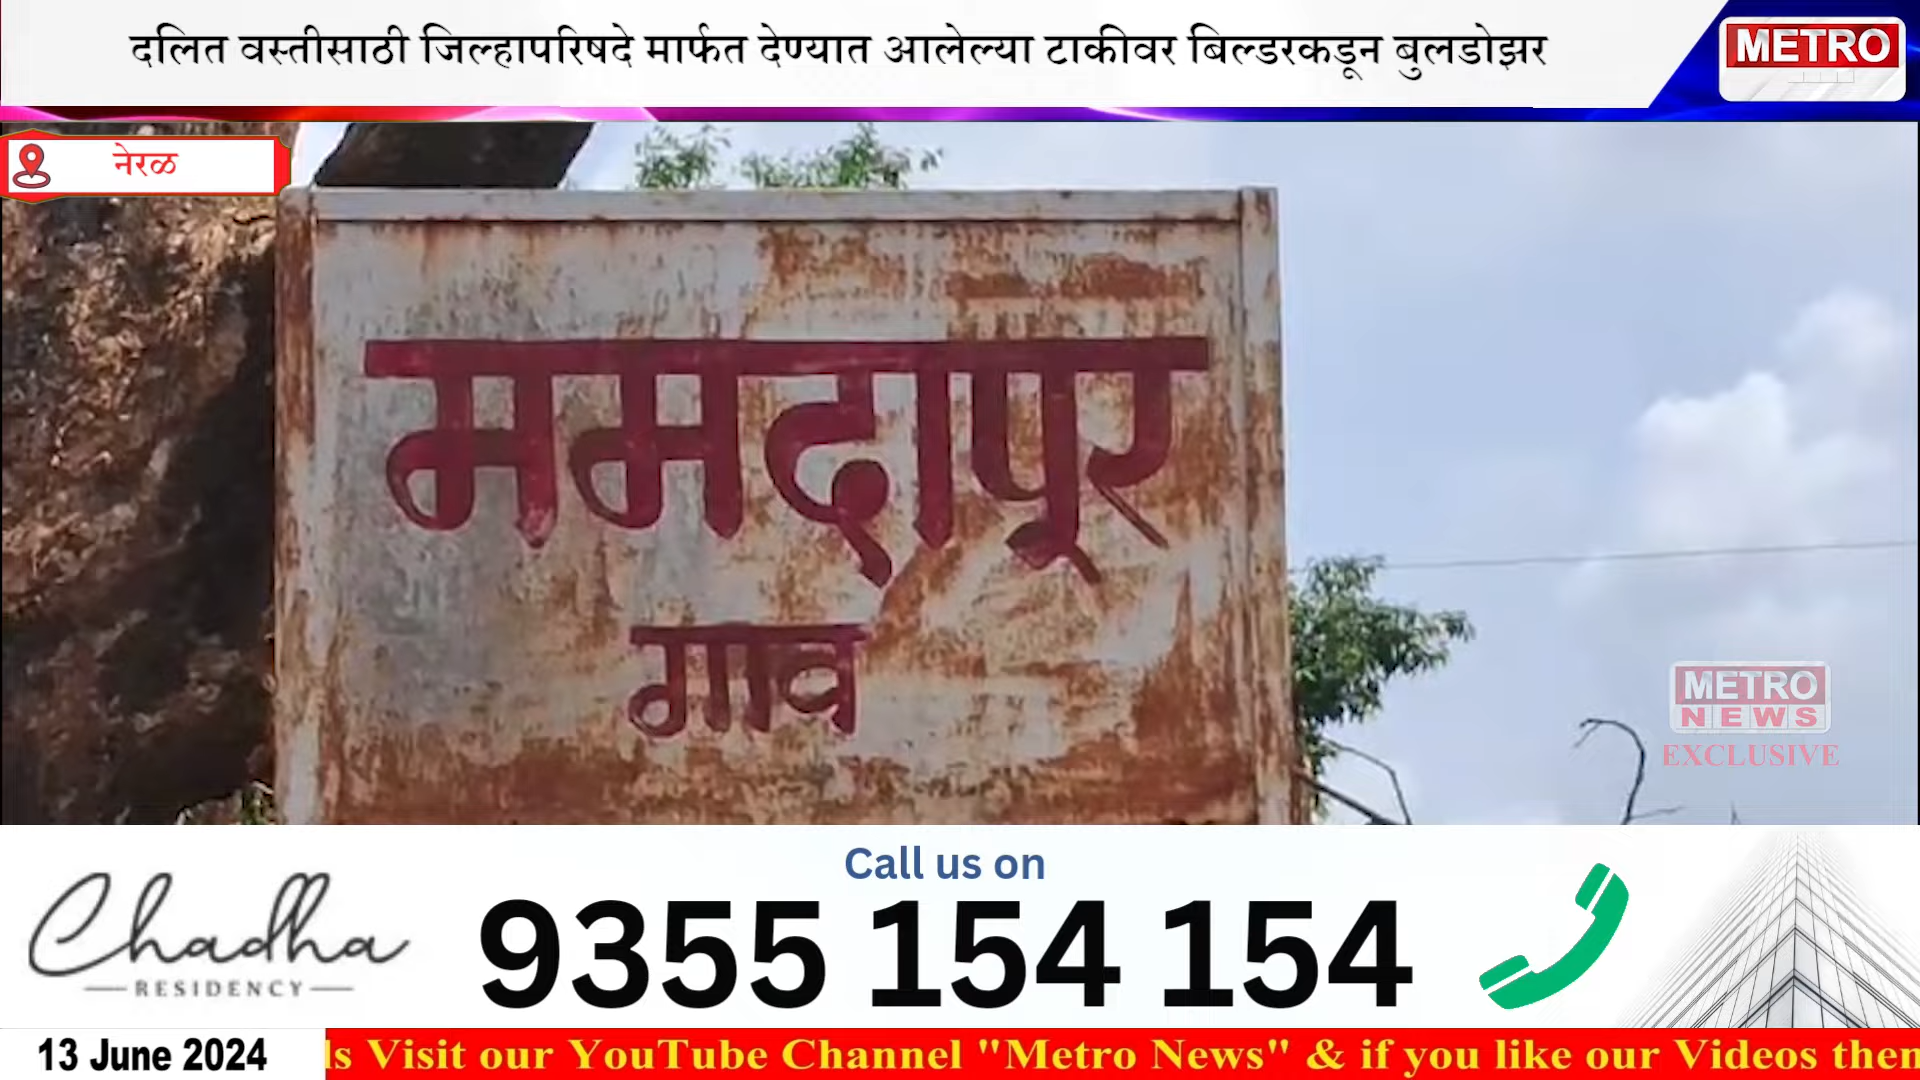 दलित वस्तीसाठी जिल्हापरिषदे मार्फत देण्यात आलेल्या टाकीवर बिल्डरकडून बुलडोझर
METRO
नेरळ
ममदापूर
गाव
METRO
NEWS
EXCLUSIVE
Call us on
Chadha
RESIDENCY
9355 154 154
13 June 2024
ls Visit our YouTube Channel "Metro News" & if you like our Videos then